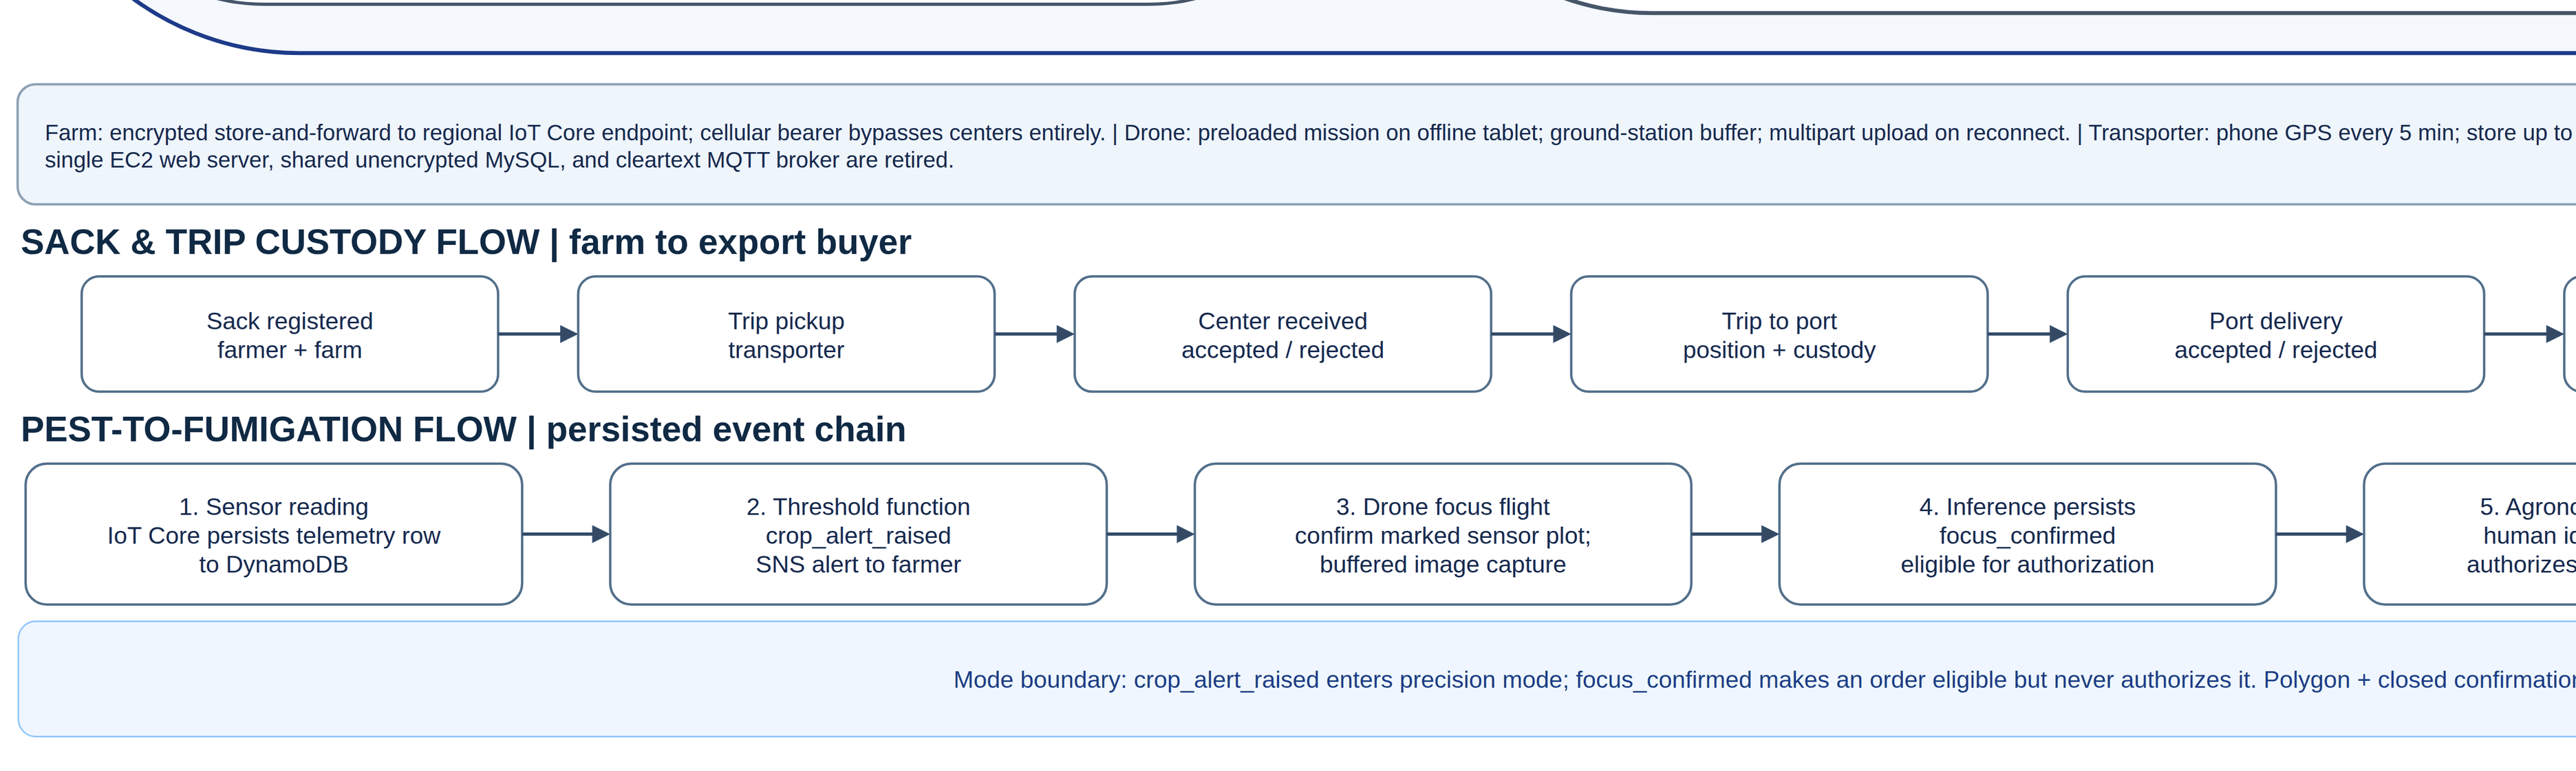 Farm: encrypted store-and-forward to regional IoT Core endpoint; cellular bearer bypasses centers entirely. | Drone: preloaded mission on offline tablet; ground-station buffer; multipart upload on reconnect. | Transporter: phone GPS every 5 min; store up to
single EC2 web server, shared unencrypted MySQL, and cleartext MQTT broker are retired.
SACK & TRIP CUSTODY FLOW | farm to export buyer
Sack registered
farmer + farm
Trip pickup
transporter
Center received
accepted / rejected
Trip to port
position + custody
Port delivery
accepted / rejected
PEST-TO-FUMIGATION FLOW | persisted event chain
1. Sensor reading
IoT Core persists telemetry row
to DynamoDB
2. Threshold function
crop_alert_raised
SNS alert to farmer
3. Drone focus flight
confirm marked sensor plot;
buffered image capture
4. Inference persists
focus_confirmed
eligible for authorization
5.
human
authorizes
Mode boundary: crop_alert_raised enters precision mode; focus_confirmed makes an order eligible but never authorizes it. Polygon + closed confirmation